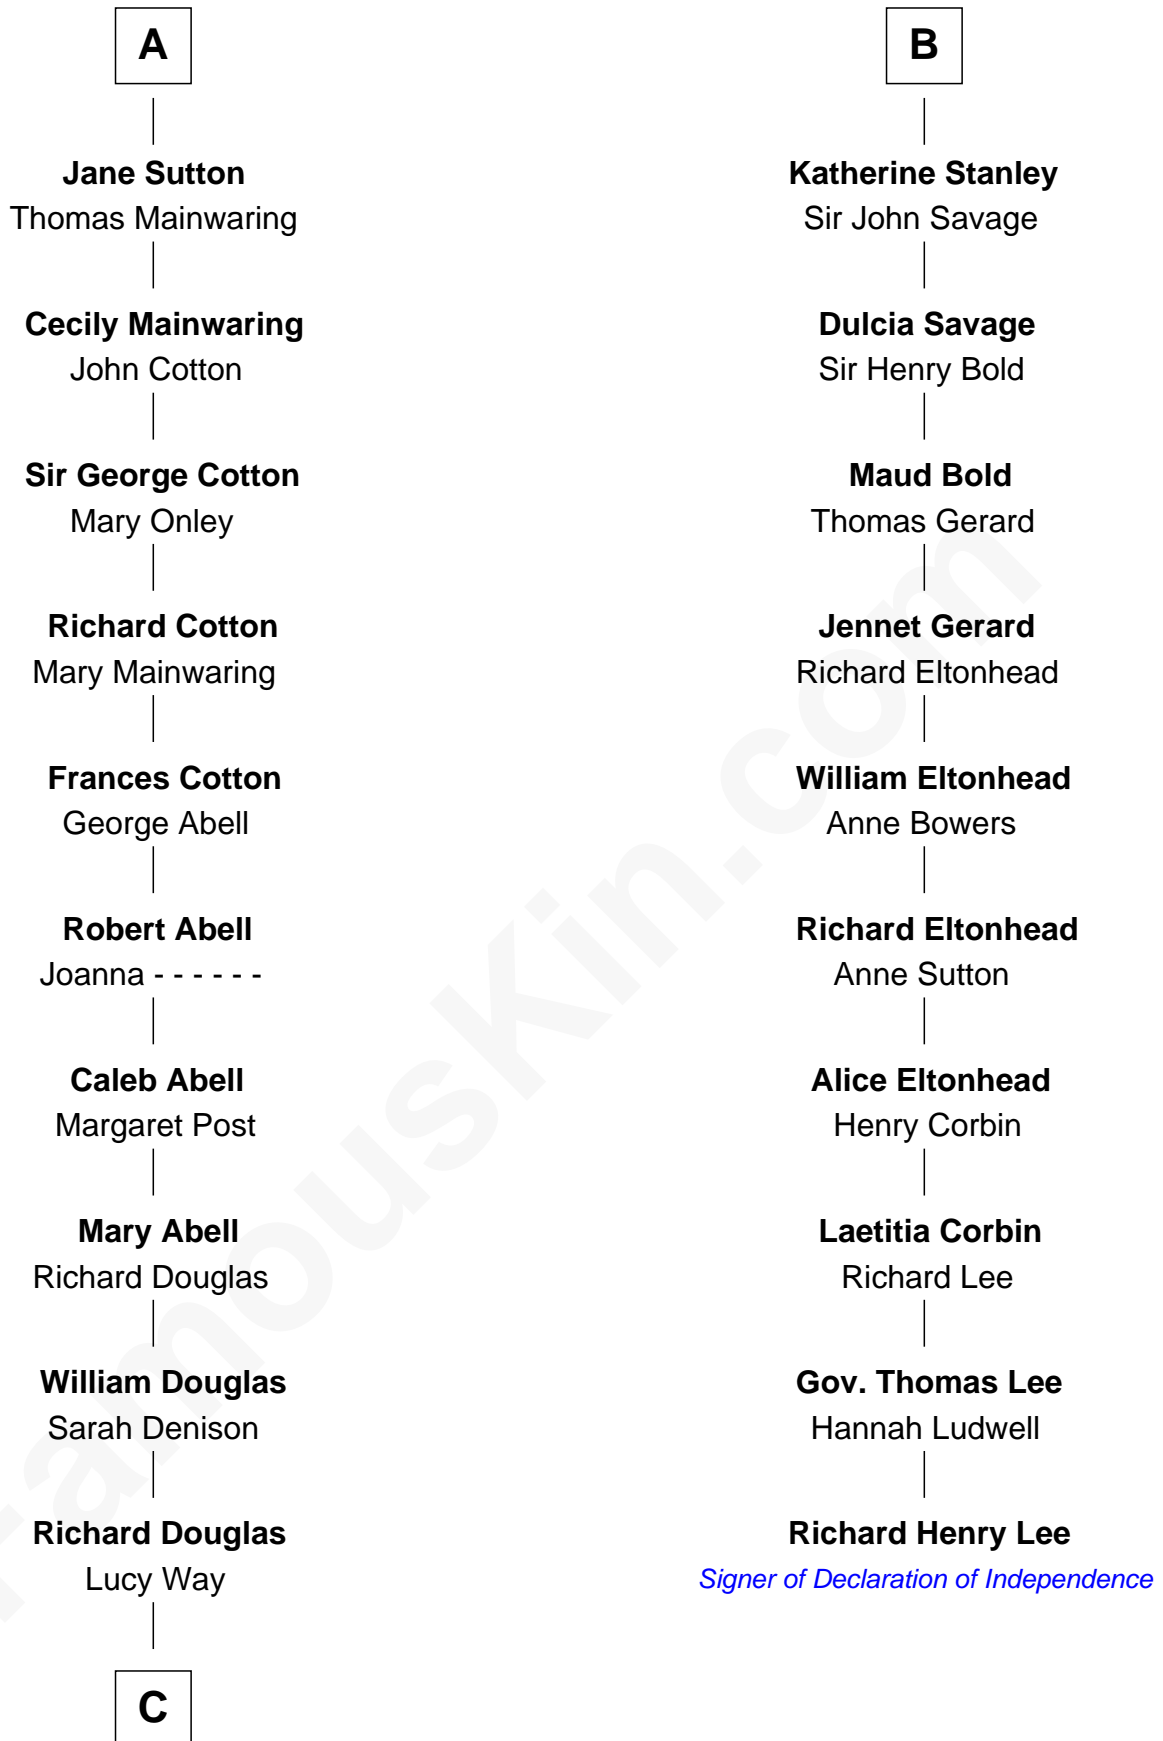 A
Jane Sutton
Thomas Mainwaring
Cecily Mainwaring
John Cotton
Sir George Cotton
Mary Onley
Richard Cotton
Mary Mainwaring
Frances Cotton
George Abell
Robert Abell
Joanna - - - - - -
Caleb Abell
Margaret Post
Mary Abell
Richard Douglas
William Douglas
Sarah Denison
Richard Douglas
Lucy Way
C
B
Katherine Stanley
Sir John Savage
Dulcia Savage
Sir Henry Bold
Maud Bold
Thomas Gerard
Jennet Gerard
Richard Eltonhead
William Eltonhead
Anne Bowers
Richard Eltonhead
Anne Sutton
Alice Eltonhead
Henry Corbin
Laetitia Corbin
Richard Lee
Gov. Thomas Lee
Hannah Ludwell
Richard Henry Lee
Signer of Declaration of Independence
FamousKin.com